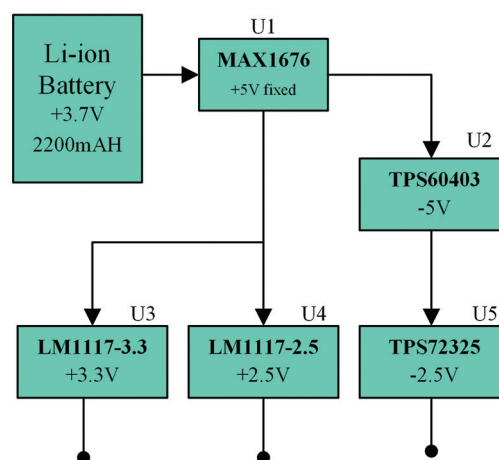 Li-ion
Battery
+3.7V
2200mAH
U1
MAX1676
+5V fixed
U2
TPS60403
-5V
U3
LM1117-3.3
+3.3V
U4
LM1117-2.5
+2.5V
U5
TPS72325
-2.5V